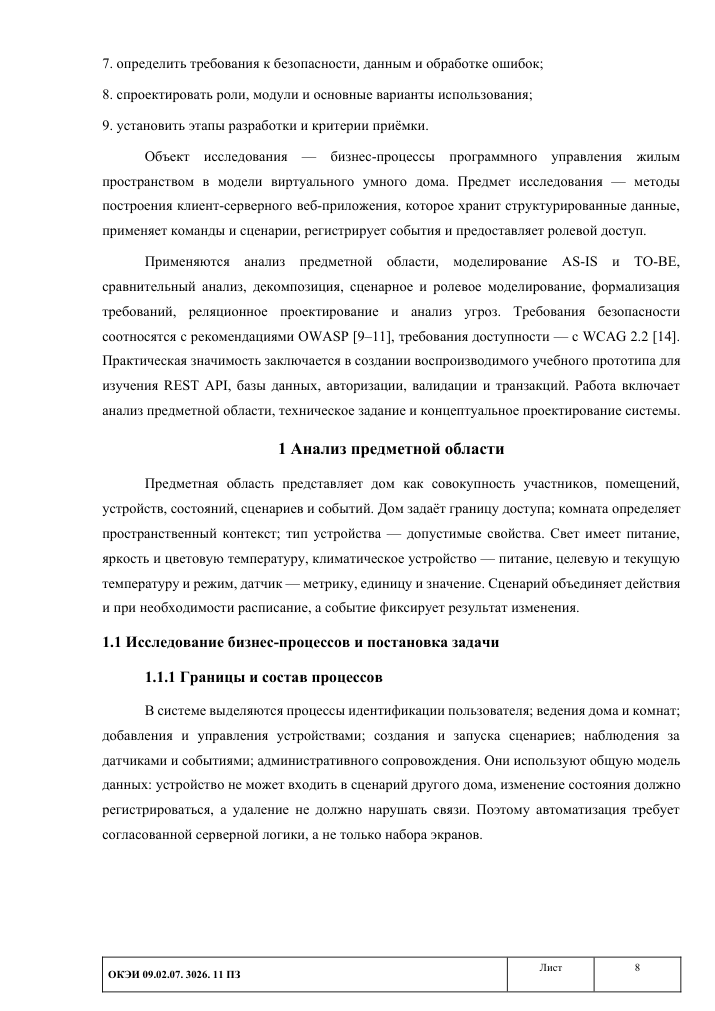 7. определить требования к безопасности, данным и обработке ошибок;
8. спроектировать роли, модули и основные варианты использования;
9. установить этапы разработки и критерии приёмки.
Объект исследования — бизнес-процессы программного управления жилым
пространством в модели виртуального умного дома. Предмет исследования — методы
построения клиент-серверного веб-приложения, которое хранит структурированные данные,
применяет команды и сценарии, регистрирует события и предоставляет ролевой доступ.
Применяются анализ предметной области, моделирование AS-IS и TO-BE,
сравнительный анализ, декомпозиция, сценарное и ролевое моделирование, формализация
требований, реляционное проектирование и анализ угроз. Требования безопасности
соотносятся с рекомендациями OWASP [9–11], требования доступности — с WCAG 2.2 [14].
Практическая значимость заключается в создании воспроизводимого учебного прототипа для
изучения REST API, базы данных, авторизации, валидации и транзакций. Работа включает
анализ предметной области, техническое задание и концептуальное проектирование системы.
1 Анализ предметной области
Предметная область представляет дом как совокупность участников, помещений,
устройств, состояний, сценариев и событий. Дом задаёт границу доступа; комната определяет
пространственный контекст; тип устройства — допустимые свойства. Свет имеет питание,
яркость и цветовую температуру, климатическое устройство — питание, целевую и текущую
температуру и режим, датчик — метрику, единицу и значение. Сценарий объединяет действия
и при необходимости расписание, а событие фиксирует результат изменения.
1.1 Исследование бизнес-процессов и постановка задачи
1.1.1 Границы и состав процессов
В системе выделяются процессы идентификации пользователя; ведения дома и комнат;
добавления и управления устройствами; создания и запуска сценариев; наблюдения за
датчиками и событиями; административного сопровождения. Они используют общую модель
данных: устройство не может входить в сценарий другого дома, изменение состояния должно
регистрироваться, а удаление не должно нарушать связи. Поэтому автоматизация требует
согласованной серверной логики, а не только набора экранов.
ОКЭИ 09.02.07. 3026. 11 ПЗ
Лист
8